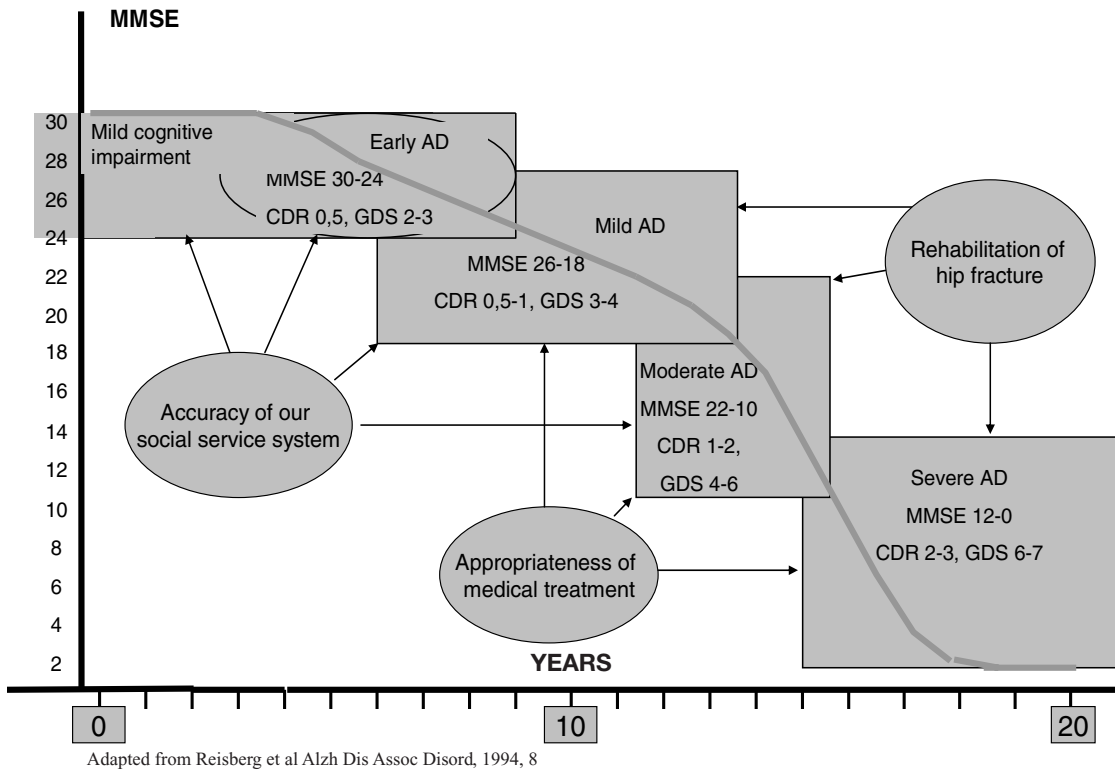 MMSE
30
28
26
24
22
20
18
16
14
12
10
8
6
4
2
Mild cognitive
impairment
Early AD
MMSE 30-24
CDR 0,5, GDS 2-3
Mild AD
MMSE 26-18
CDR 0,5-1, GDS 3-4
Rehabilitation of
hip fracture
Accuracy of our
social service system
Moderate AD
MMSE 22-10
CDR 1-2,
GDS 4-6
Severe AD
MMSE 12-0
CDR 2-3, GDS 6-7
Appropriateness of
medical treatment
YEARS
0
10
20
Adapted from Reisberg et al Alzh Dis Assoc Disord, 1994, 8